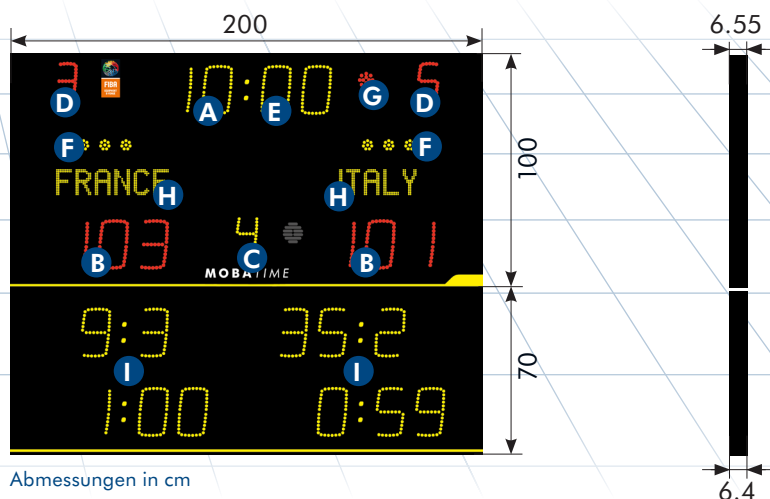 200
6.55
3 FIBA 10:00 5
D A E G D
F F
FRANCE ITALY
H H
100
103 4 101
B C B
MOBATIME
9:3 35:2
I I
70
1:00 0:59
Abmessungen in cm
6.4